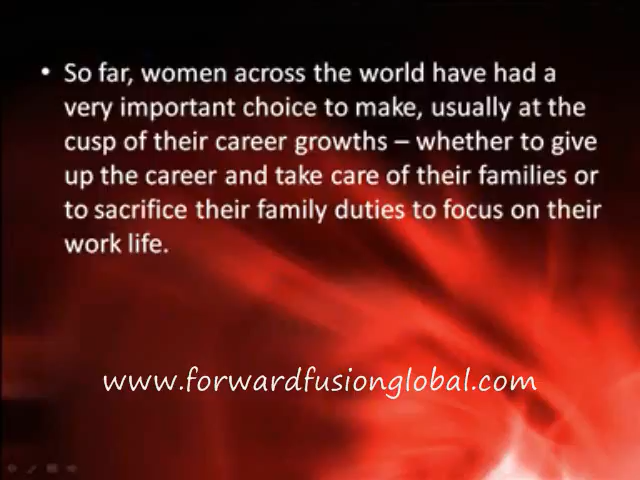 • So far, women across the world have had a
very important choice to make, usually at the
cusp of their career growths – whether to give
up the career and take care of their families or
to sacrifice their family duties to focus on their
work life.
www.forwardfusionglobal.com